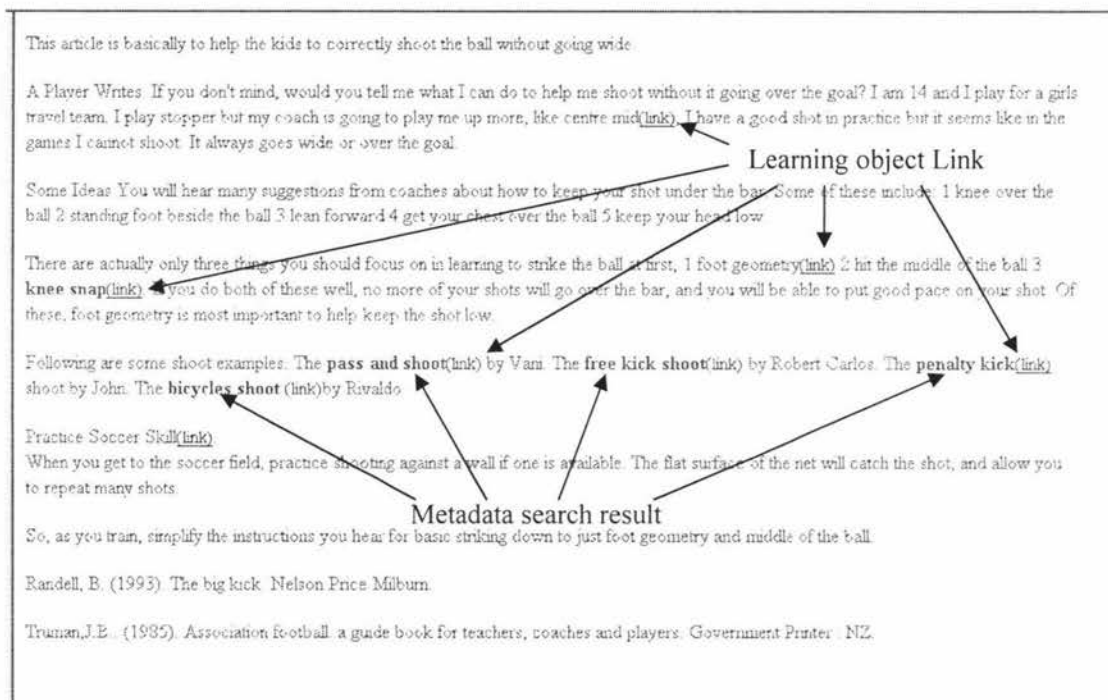 This article is basically to help the kids to correctly shoot the ball without going wide
A Player Writes. If you don't mind, would you tell me what I can do to help me shoot without it going over the goal? I am 14 and I play for a girls
travel team. I play stopper but my coach is going to play me up more, like centre mid(link). I have a good shot in practice but it seems like in the
games I cannot shoot. It always goes wide or over the goal.
Learning object Link
Some Ideas You will hear many suggestions from coaches about how to keep your shot under the bar. Some of these include: 1 knee over the
ball 2 standing foot beside the ball 3 lean forward 4 get your chest over the ball 5 keep your head low
There are actually only three things you should focus on in learning to strike the ball at first, 1 foot geometry(link) 2 hit the middle of the ball 3
knee snap(link). If you do both of these well, no more of your shots will go over the bar, and you will be able to put good pace on your shot. Of
these, foot geometry is most important to help keep the shot low.
Following are some shoot examples. The pass and shoot(link) by Vani. The free kick shoot(link) by Robert Carlos. The penalty kick(link)
shoot by John. The bicycles shoot (link)by Rivaldo
Practice Soccer Skill(link)
When you get to the soccer field, practice shooting against a wall if one is available. The flat surface of the net will catch the shot, and allow you
to repeat many shots.
Metadata search result
So, as you train, simplify the instructions you hear for basic striking down to just foot geometry and middle of the ball.
Randell, B. (1993). The big kick. Nelson Price Milburn.
Truman,J.E.. (1985). Association football: a guide book for teachers, coaches and players. Government Printer . NZ.